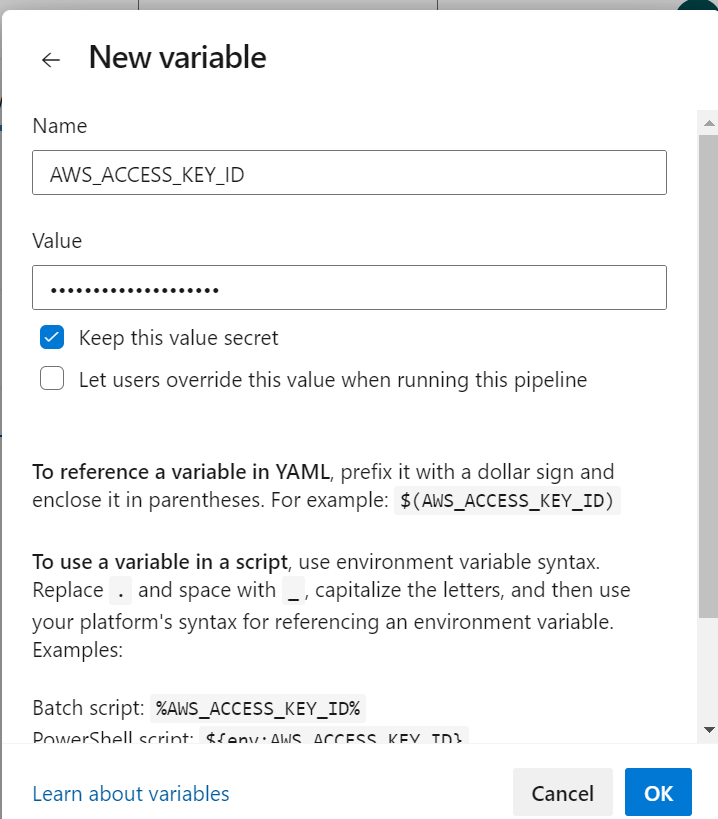 New variable
Name
AWS_ACCESS_KEY_ID
Value
••••••••••••••••••••
Keep this value secret
Let users override this value when running this pipeline
To reference a variable in YAML, prefix it with a dollar sign and
enclose it in parentheses. For example: $(AWS_ACCESS_KEY_ID)
To use a variable in a script, use environment variable syntax.
Replace . and space with _, capitalize the letters, and then use
your platform's syntax for referencing an environment variable.
Examples:
Batch script: %AWS_ACCESS_KEY_ID%
PowerShell script: ${env:AWS_ACCESS_KEY_ID}
Learn about variables
Cancel
OK